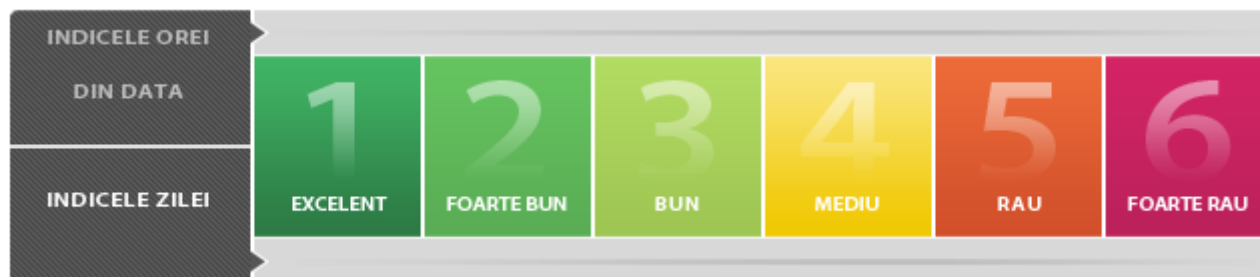 INDICELE OREI
DIN DATA
INDICELE ZILEI
1 2 3 4 5 6
EXCELENT FOARTE BUN BUN MEDIU RAU FOARTE RAU